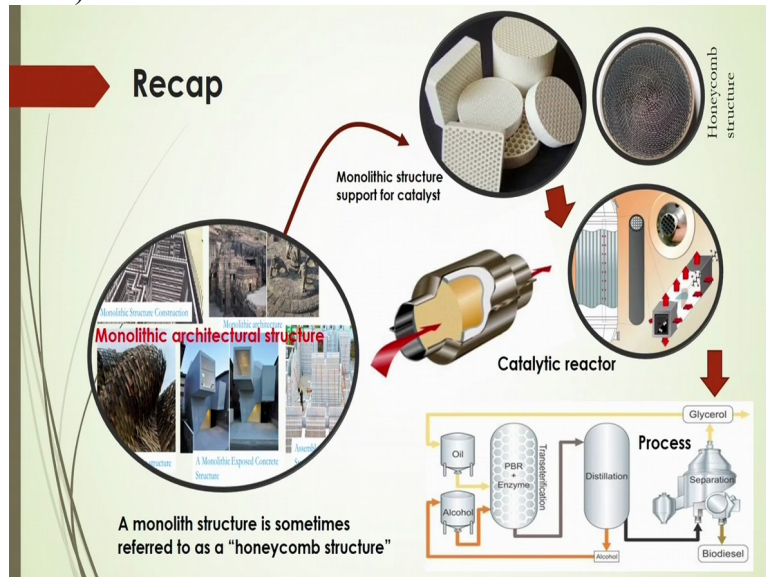 Recap
Monolithic structure
support for catalyst
Honeycomb
structure
Monolithic Structure Construction
Monolithic architecture
Monolithic architectural structure
structure
A Monolithic Exposed Concrete
Structure
Catalytic reactor
Process
Glycerol
Oil
PBR
+
Enzyme
Transeterification
Distillation
Separation
Alcohol
Alcohol
Biodiesel
A monolith structure is sometimes
referred to as a “honeycomb structure”